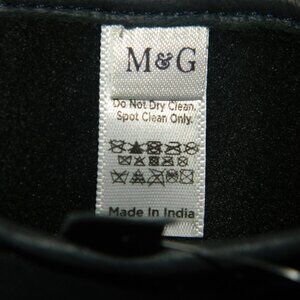 M&G
Do Not Dry Clean.
Spot Clean Only.
Made in India